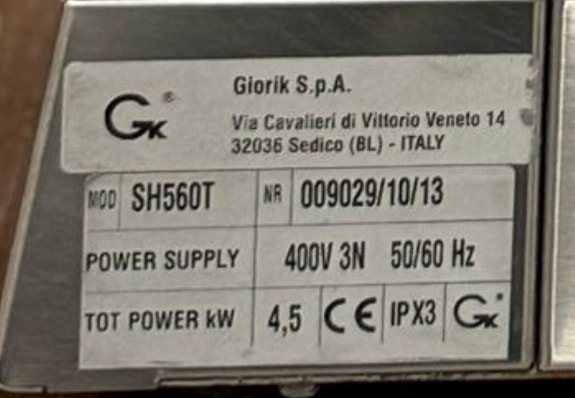 GK® Giorik S.p.A.
Via Cavalieri di Vittorio Veneto 14
32036 Sedico (BL) - ITALY
MOD SH560T NR 009029/10/13
POWER SUPPLY 400V 3N 50/60 Hz
TOT POWER kW 4,5 CE IPX3 GK